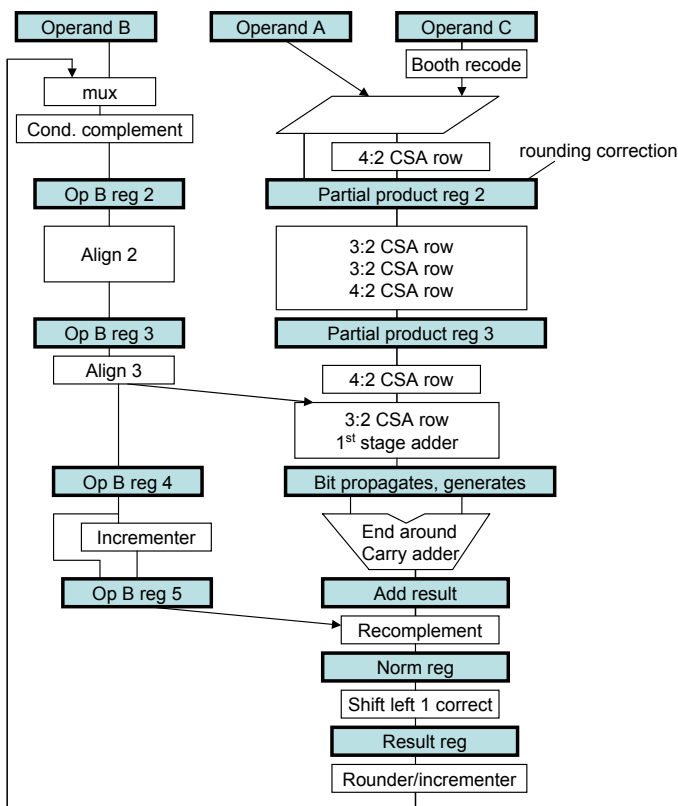 Operand B
Operand A
Operand C
Booth recode
mux
Cond. complement
4:2 CSA row
rounding correction
Op B reg 2
Partial product reg 2
Align 2
3:2 CSA row
3:2 CSA row
4:2 CSA row
Op B reg 3
Partial product reg 3
Align 3
4:2 CSA row
3:2 CSA row
1st stage adder
Op B reg 4
Bit propagates, generates
Incrementer
End around
Carry adder
Op B reg 5
Add result
Recomplement
Norm reg
Shift left 1 correct
Result reg
Rounder/incrementer